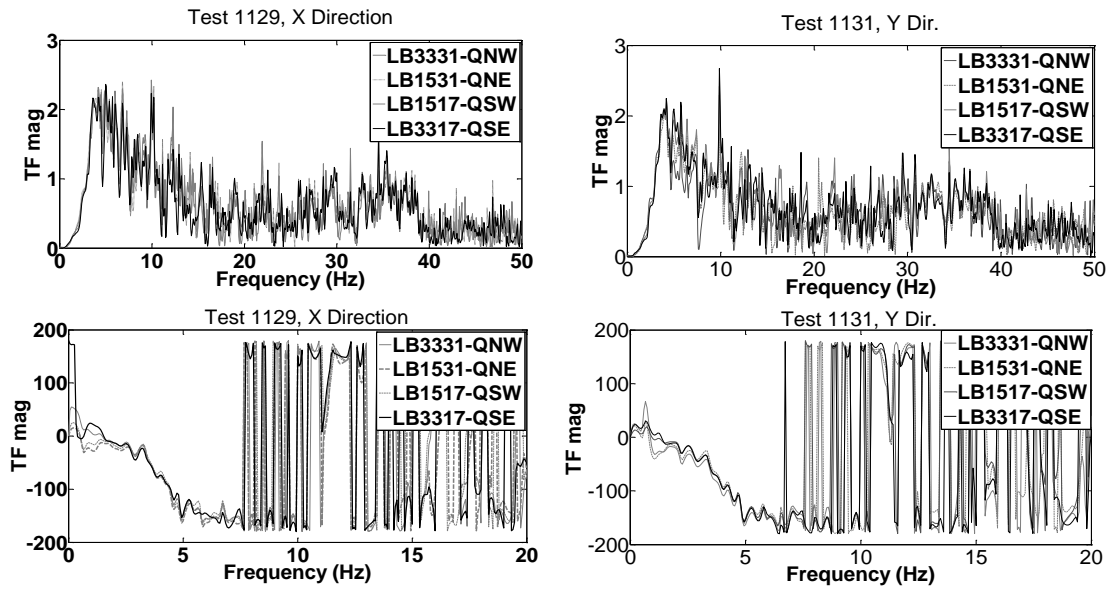 Test 1129, X Direction
3
2
1
0
TF mag
0
10
20
30
40
50
Frequency (Hz)
LB3331-QNW
LB1531-QNE
LB1517-QSW
LB3317-QSE
Test 1131, Y Dir.
3
2
1
0
TF mag
0
10
20
30
40
50
Frequency (Hz)
LB3331-QNW
LB1531-QNE
LB1517-QSW
LB3317-QSE
Test 1129, X Direction
200
100
0
-100
-200
TF mag
0
5
10
15
20
Frequency (Hz)
LB3331-QNW
LB1531-QNE
LB1517-QSW
LB3317-QSE
Test 1131, Y Dir.
200
100
0
-100
-200
TF mag
0
5
10
15
20
Frequency (Hz)
LB3331-QNW
LB1531-QNE
LB1517-QSW
LB3317-QSE